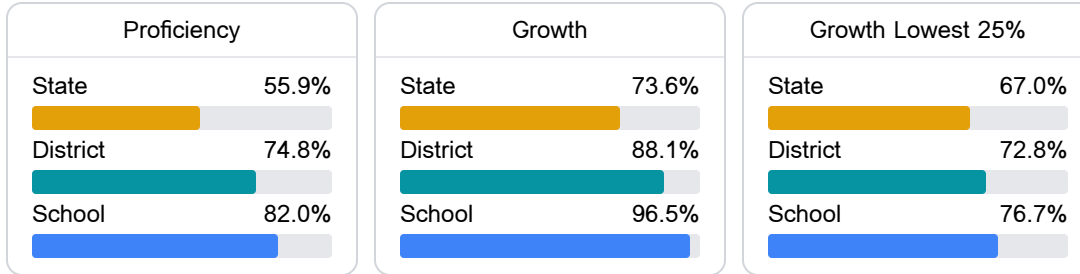 Proficiency
State 55.9%
District 74.8%
School 82.0%
Growth
State 73.6%
District 88.1%
School 96.5%
Growth Lowest 25%
State 67.0%
District 72.8%
School 76.7%